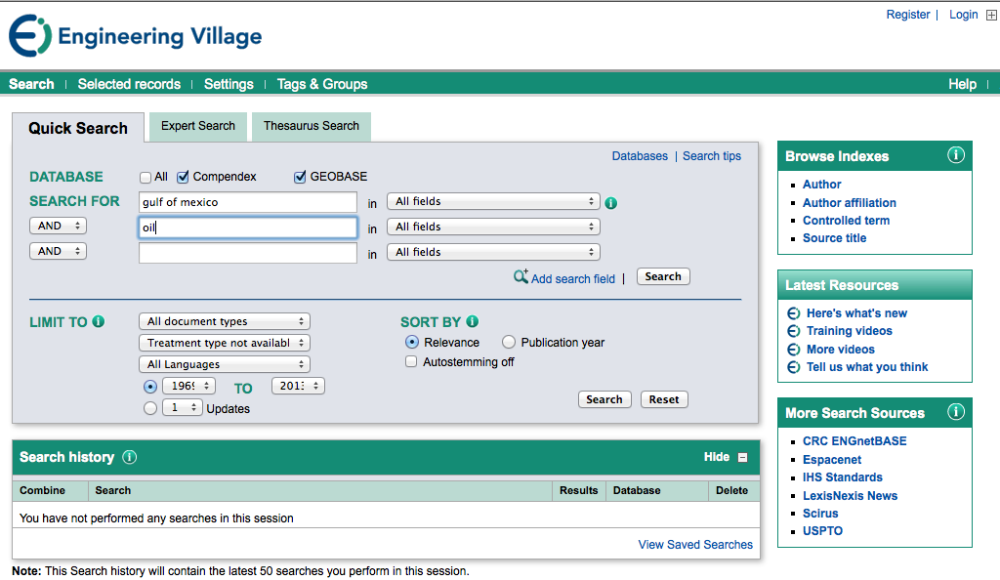 Register | Login
Engineering Village
Search | Selected records | Settings | Tags & Groups Help |
Quick Search Expert Search Thesaurus Search
Databases | Search tips
DATABASE All Compendex GEOBASE
SEARCH FOR gulf of mexico in All fields
AND oil in All fields
AND in All fields
Add search field | Search
LIMIT TO All document types
Treatment type not availabl
All Languages
1969 TO 2013
1 Updates
SORT BY
Relevance Publication year
Autostemming off
Search Reset
Search history Hide
Combine Search Results Database Delete
You have not performed any searches in this session
View Saved Searches
Note: This Search history will contain the latest 50 searches you perform in this session.
Browse Indexes
Author
Author affiliation
Controlled term
Source title
Latest Resources
Here's what's new
Training videos
More videos
Tell us what you think
More Search Sources
CRC ENGnetBASE
Espacenet
IHS Standards
LexisNexis News
Scirus
USPTO